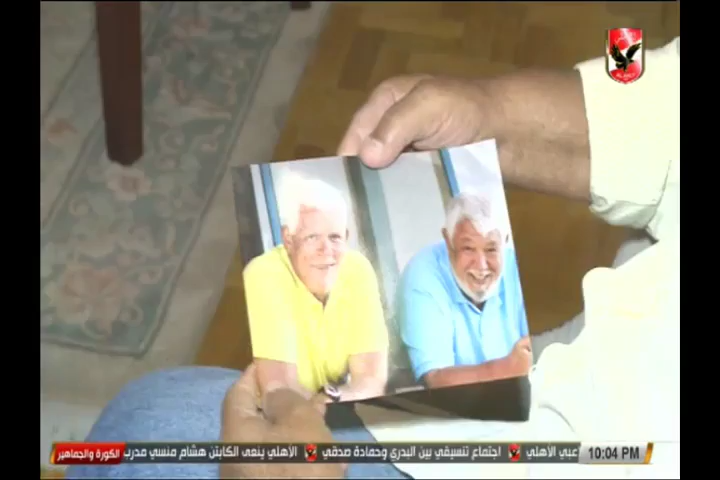 الكورة والجماهير
عبي الأهلي اجتماع تنسيقي بين البدري وحمادة صدقي الأهلي ينعى الكابتن هشام منسي مدرب
10:04 PM